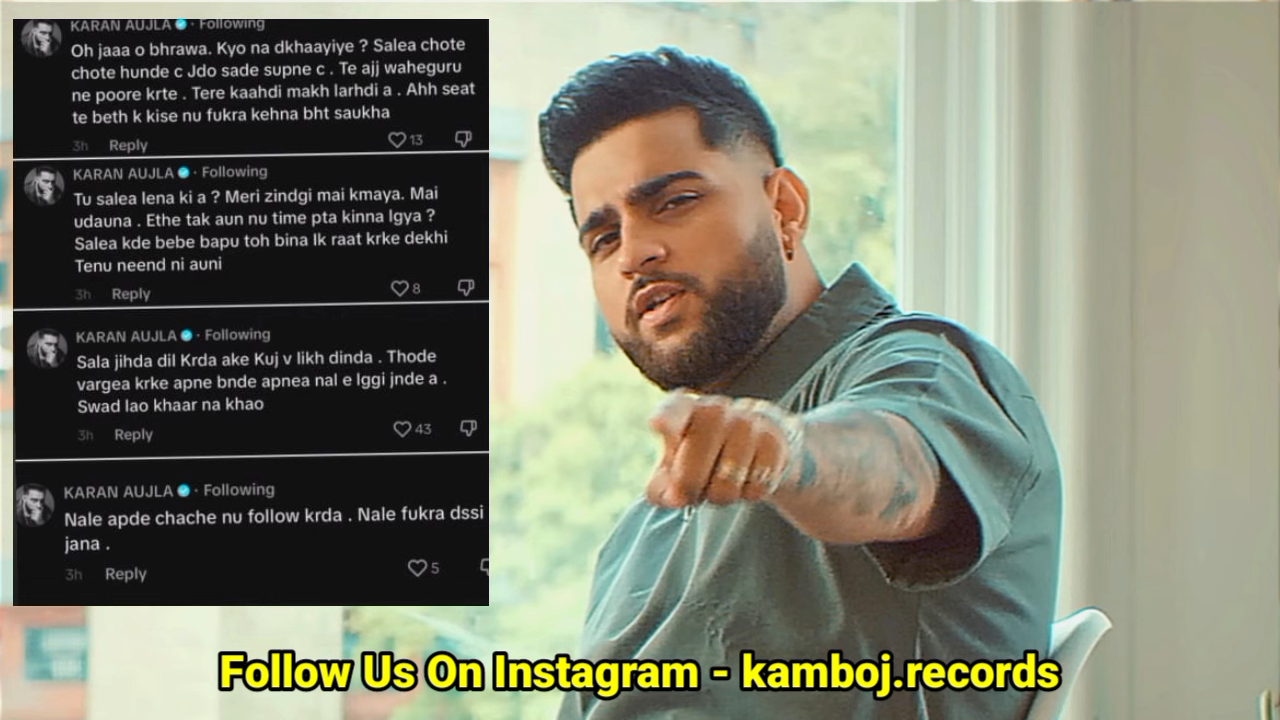 KARAN AUJLA · Following
Oh jaaa o bhrawa. Kyo na dkhaayiye ? Salea chote
chote hunde c Jdo sade supne c . Te ajj waheguru
ne poore krte . Tere kaahdi makh larhdi a . Ahh seat
te beth k kise nu fukra kehna bht saukha
3h Reply 13
KARAN AUJLA · Following
Tu salea lena ki a ? Meri zindgi mai kmaya. Mai
udauna . Ethe tak aun nu time pta kinna lgya ?
Salea kde bebe bapu toh bina Ik raat krke dekhi
Tenu neend ni auni
3h Reply 8
KARAN AUJLA · Following
Sala jihda dil Krda ake Kuj v likh dinda . Thode
vargea krke apne bnde apnea nal e lggi jnde a .
Swad lao khaar na khao
3h Reply 43
KARAN AUJLA · Following
Nale apde chache nu follow krda . Nale fukra dssi
jana .
3h Reply 5
Follow Us On Instagram - kamboj.records